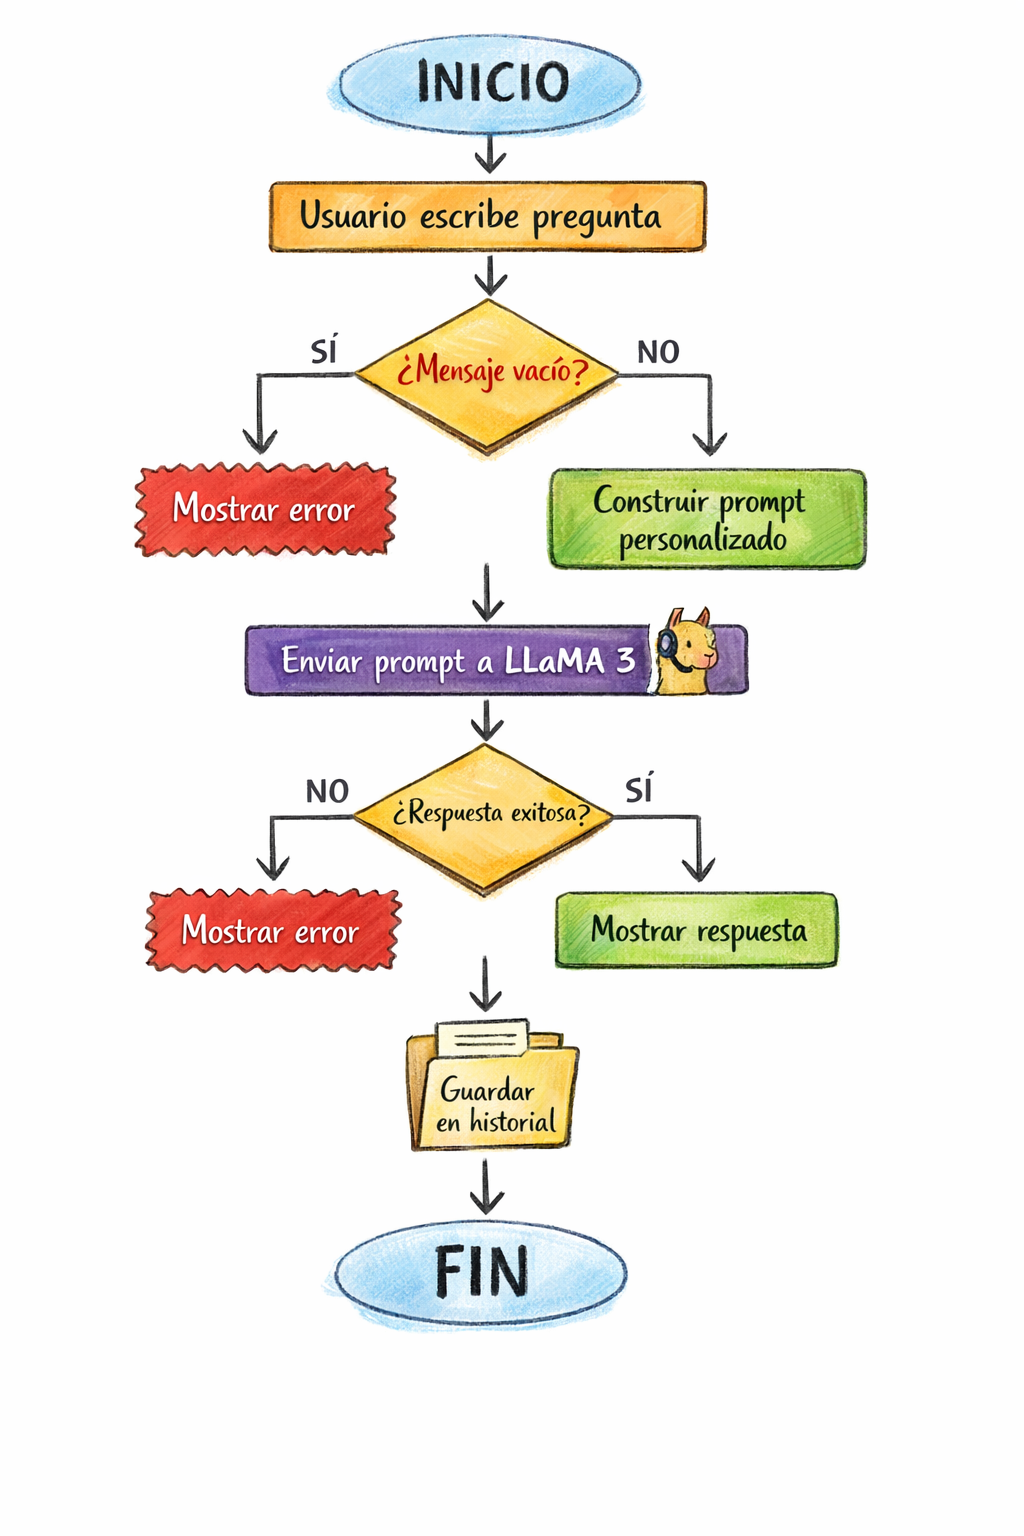 INICIO
Usuario escribe pregunta
¿Mensaje vacío?
SÍ
NO
Mostrar error
Construir prompt
personalizado
Enviar prompt a LLaMA 3
¿Respuesta exitosa?
NO
SÍ
Mostrar error
Mostrar respuesta
Guardar
en historial
FIN